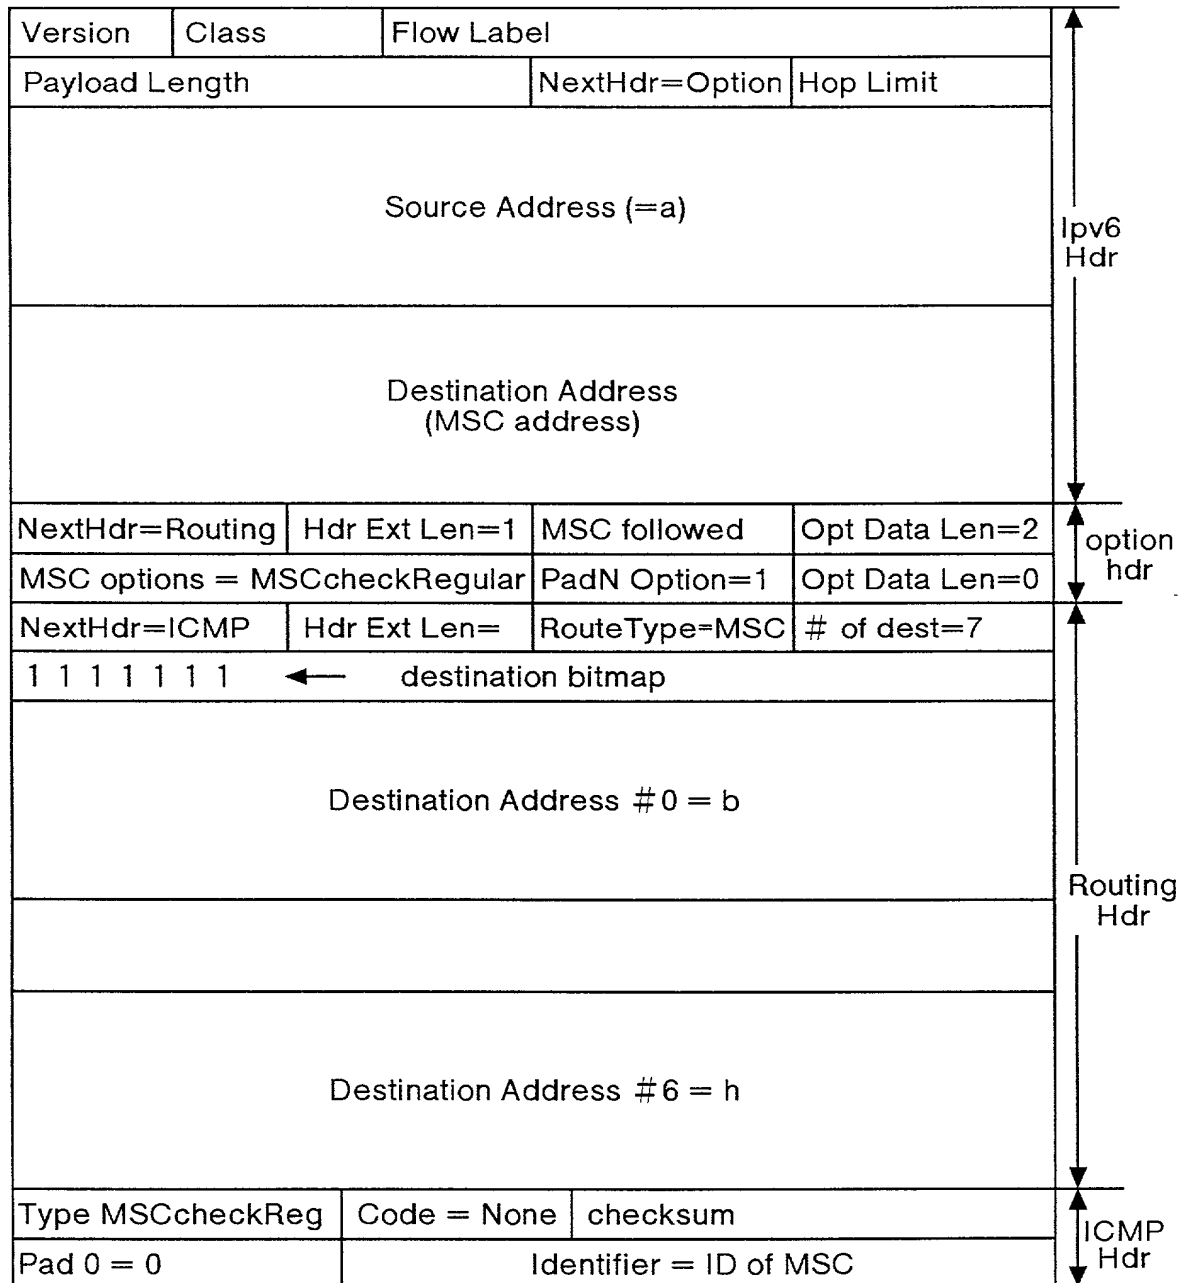 Version Class Flow Label
Payload Length NextHdr=Option Hop Limit
Source Address (=a)
Ipv6
Hdr
Destination Address
(MSC address)
NextHdr=Routing Hdr Ext Len=1 MSC followed Opt Data Len=2
MSC options = MSCcheckRegular PadN Option=1 Opt Data Len=0
option
hdr
NextHdr=ICMP Hdr Ext Len= RouteType=MSC # of dest=7
1 1 1 1 1 1 1 ← destination bitmap
Destination Address #0 = b
Routing
Hdr
Destination Address #6 = h
Type MSCcheckReg Code = None checksum
Pad 0 = 0 Identifier = ID of MSC
ICMP
Hdr